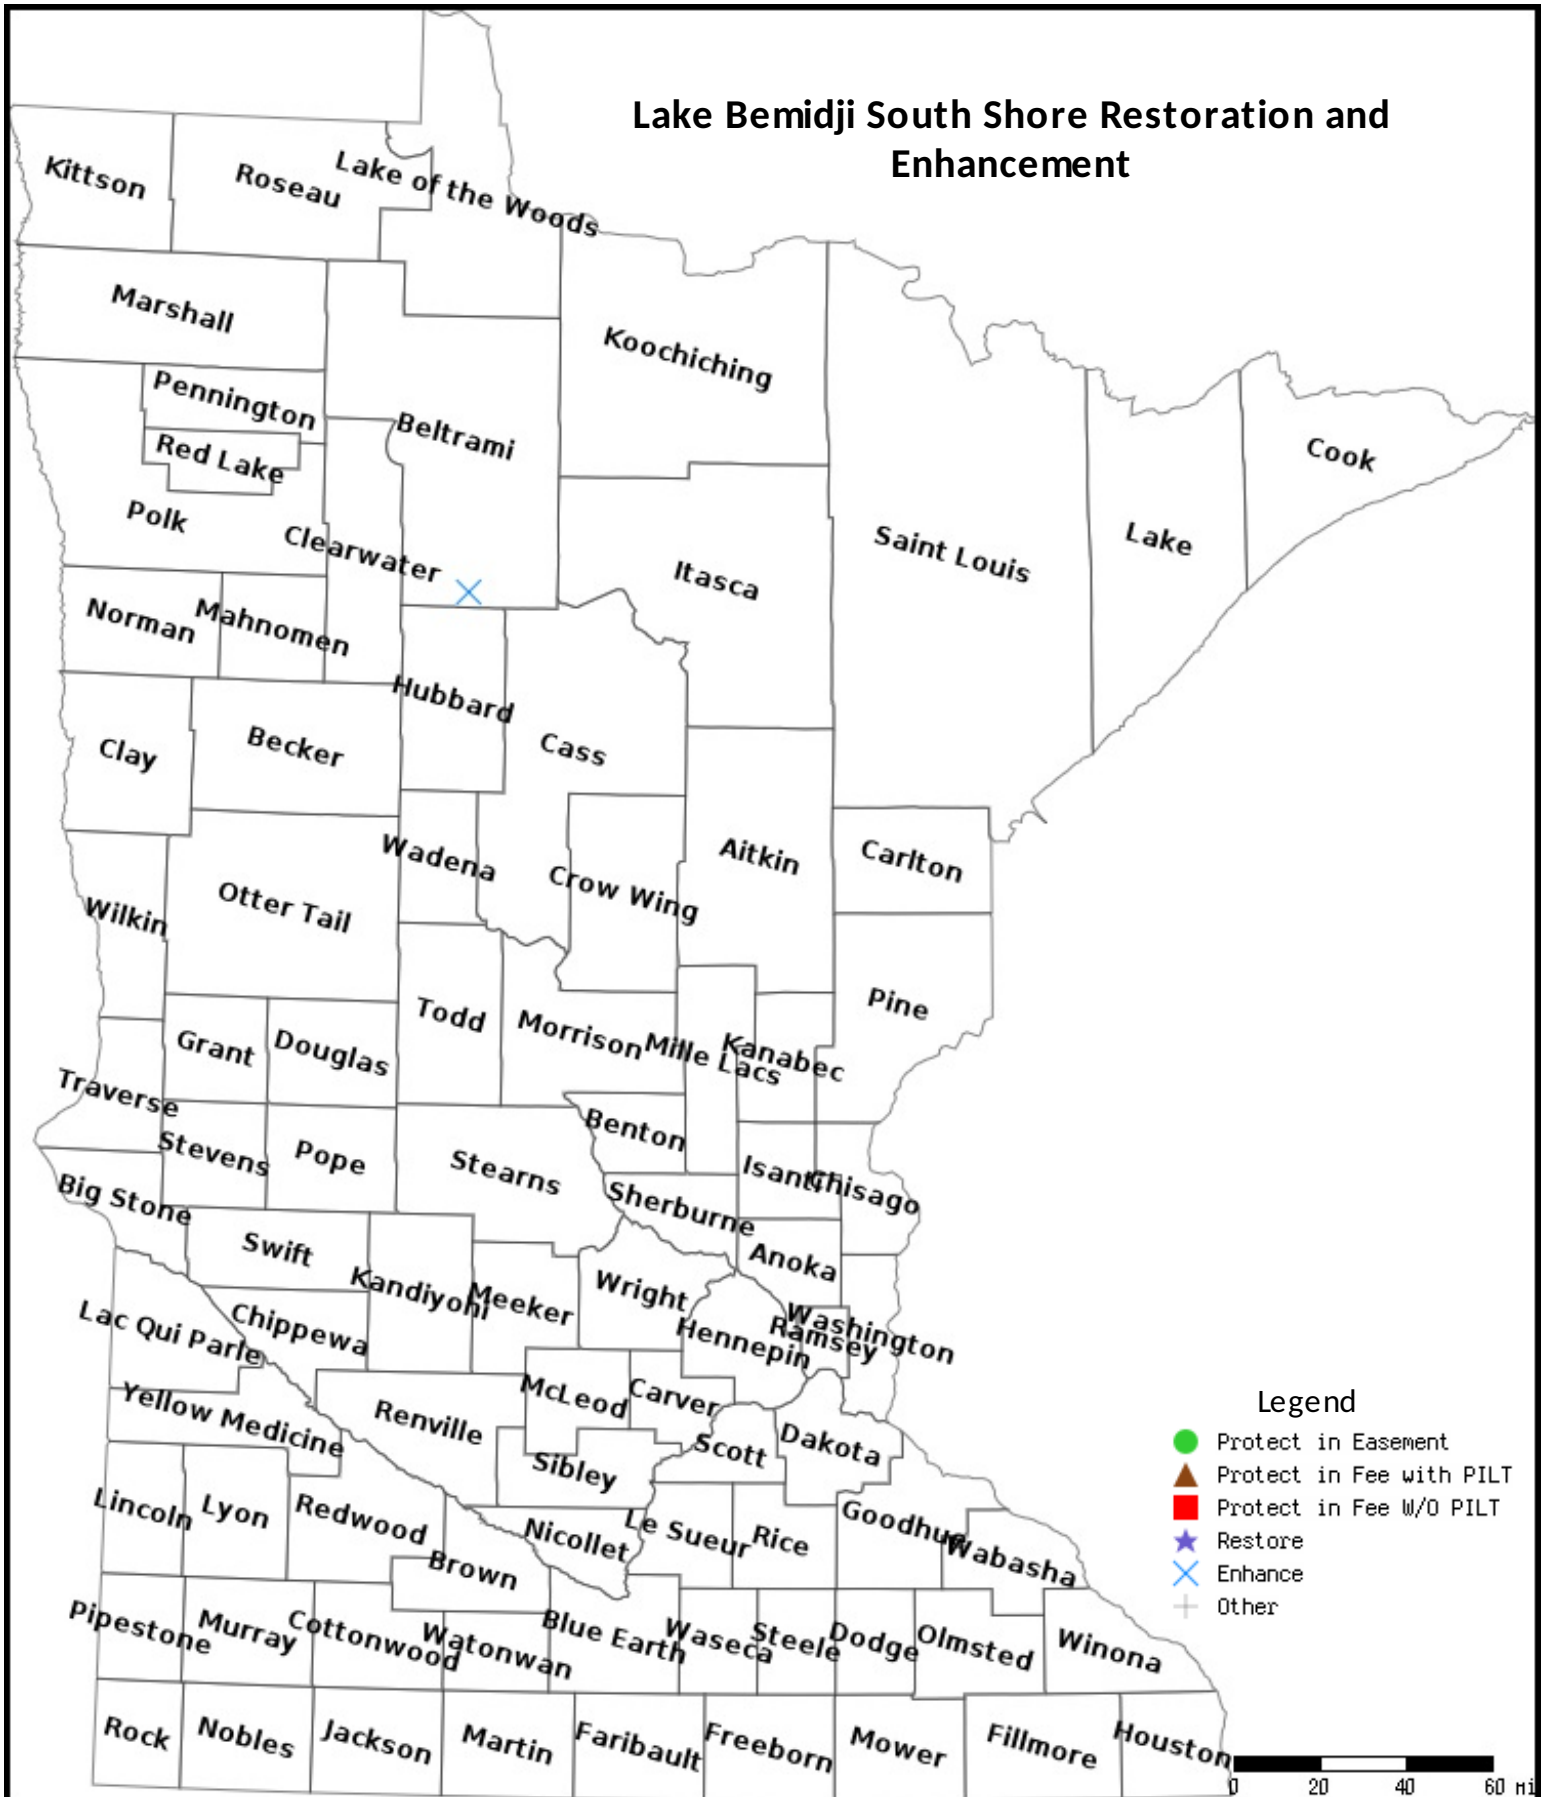 Lake Bemidji South Shore Restoration and
Enhancement
Kittson
Roseau
Lake of the Woods
Marshall
Koochiching
Pennington
Beltrami
Red Lake
Cook
Polk
Clearwater
Saint Louis
Lake
Itasca
Norman
Mahnomen
Hubbard
Clay
Becker
Cass
Wadena
Aitkin
Carlton
Wilkin
Otter Tail
Crow Wing
Pine
Todd
Morrison
Grant
Douglas
Mille Lacs
Kanabec
Traverse
Benton
Stevens
Pope
Stearns
Isanti
Chisago
Big Stone
Sherburne
Swift
Anoka
Kandiyohi
Meeker
Wright
Lac Qui Parle
Chippewa
Hennepin
Ramsey
Washington
McLeod
Carver
Yellow Medicine
Renville
Scott
Dakota
Sibley
Lincoln
Lyon
Redwood
Nicollet
Le Sueur
Rice
Goodhue
Wabasha
Brown
Pipestone
Murray
Cottonwood
Watonwan
Blue Earth
Waseca
Steele
Dodge
Olmsted
Winona
Rock
Nobles
Jackson
Martin
Faribault
Freeborn
Mower
Fillmore
Houston
Legend
Protect in Easement
Protect in Fee with PILT
Protect in Fee W/O PILT
Restore
Enhance
Other
0 20 40 60 mi